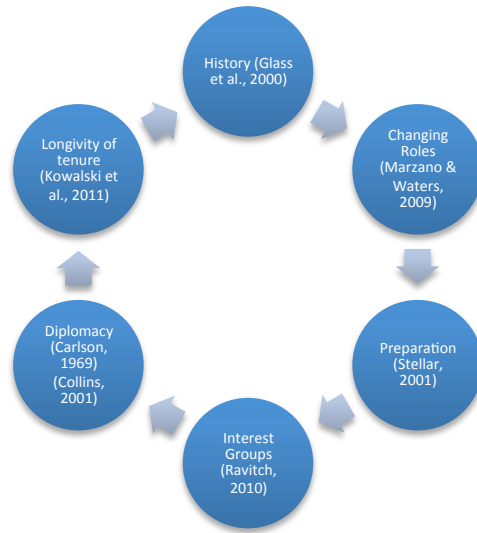 History (Glass
et al., 2000)
Changing
Roles
(Marzano &
Waters,
2009)
Preparation
(Stellar,
2001)
Interest
Groups
(Ravitch,
2010)
Diplomacy
(Carlson,
1969)
(Collins,
2001)
Longivity of
tenure
(Kowalski et
al., 2011)